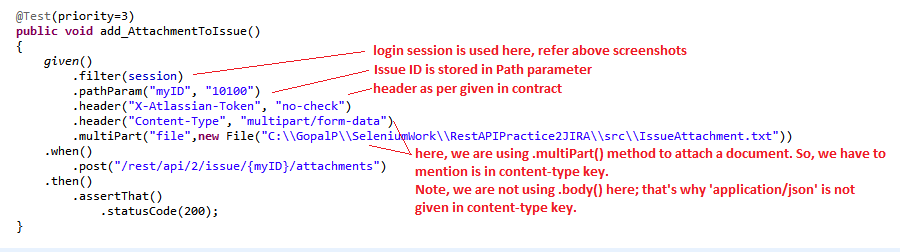 @Test(priority=3)
public void add_AttachmentToIssue()
{
given()
.filter(session)
.pathParam("myID", "10100")
.header("X-Atlassian-Token", "no-check")
.header("Content-Type", "multipart/form-data")
.multiPart("file",new File("C:\\GopalP\\SeleniumWork\\RestAPIPractice2JIRA\\src\\IssueAttachment.txt"))
.when()
.post("/rest/api/2/issue/{myID}/attachments")
.then()
.assertThat()
.statusCode(200);
}
login session is used here, refer above screenshots
Issue ID is stored in Path parameter
header as per given in contract
here, we are using .multiPart() method to attach a document. So, we have to
mention is in content-type key.
Note, we are not using .body() here; that's why 'application/json' is not
given in content-type key.